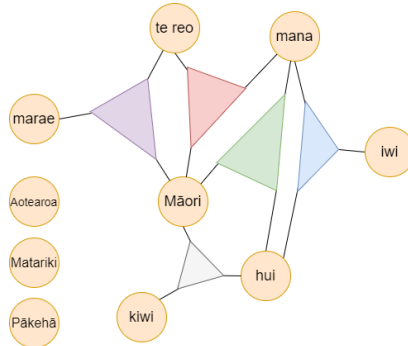 te reo
mana
marae
iwi
Aotearoa
Māori
Matariki
hui
Pākehā
kiwi